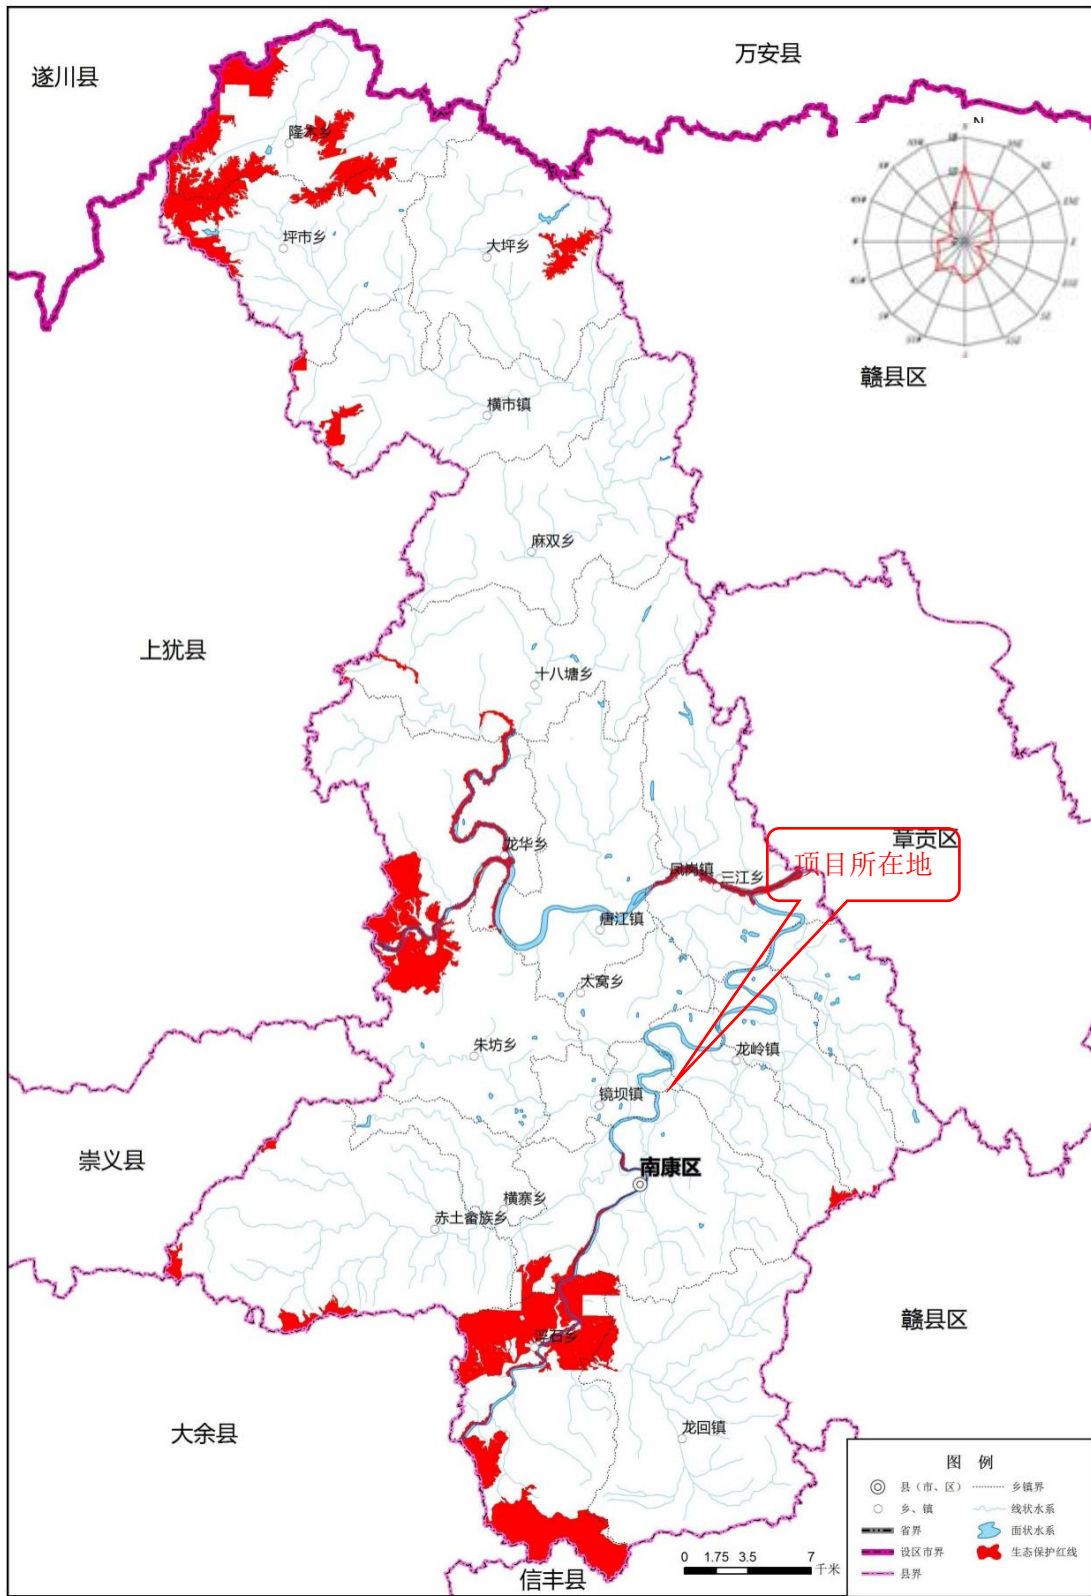 万安县
遂川县
N
隆木乡
坪市乡
大坪乡
赣县区
横市镇
麻双乡
上犹县
十八塘乡
章贡区
龙华乡
凤岗镇
三江乡
项目所在地
唐江镇
太窝乡
朱坊乡
龙岭镇
镜坝镇
崇义县
南康区
横寨乡
赤土畲族乡
浮石乡
赣县区
大余县
龙回镇
信丰县
0 1.75 3.5 7
千米
图 例
县（市、区）
乡镇界
乡、镇
线状水系
省界
面状水系
设区市界
生态保护红线
县界